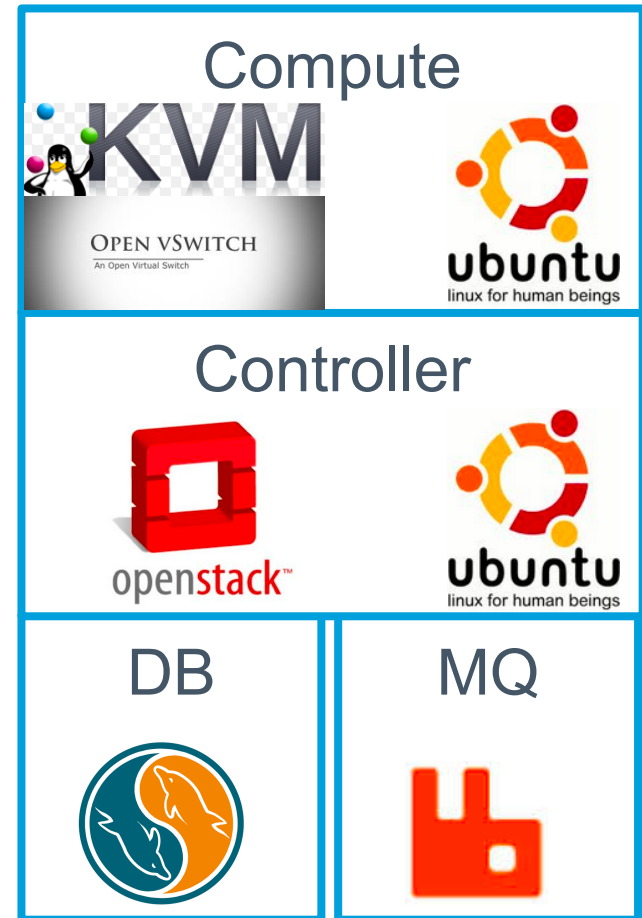 Compute
KVM
OPEN VSWITCH
An Open Virtual Switch
ubuntu
linux for human beings
Controller
openstack™
ubuntu
linux for human beings
DB
MQ